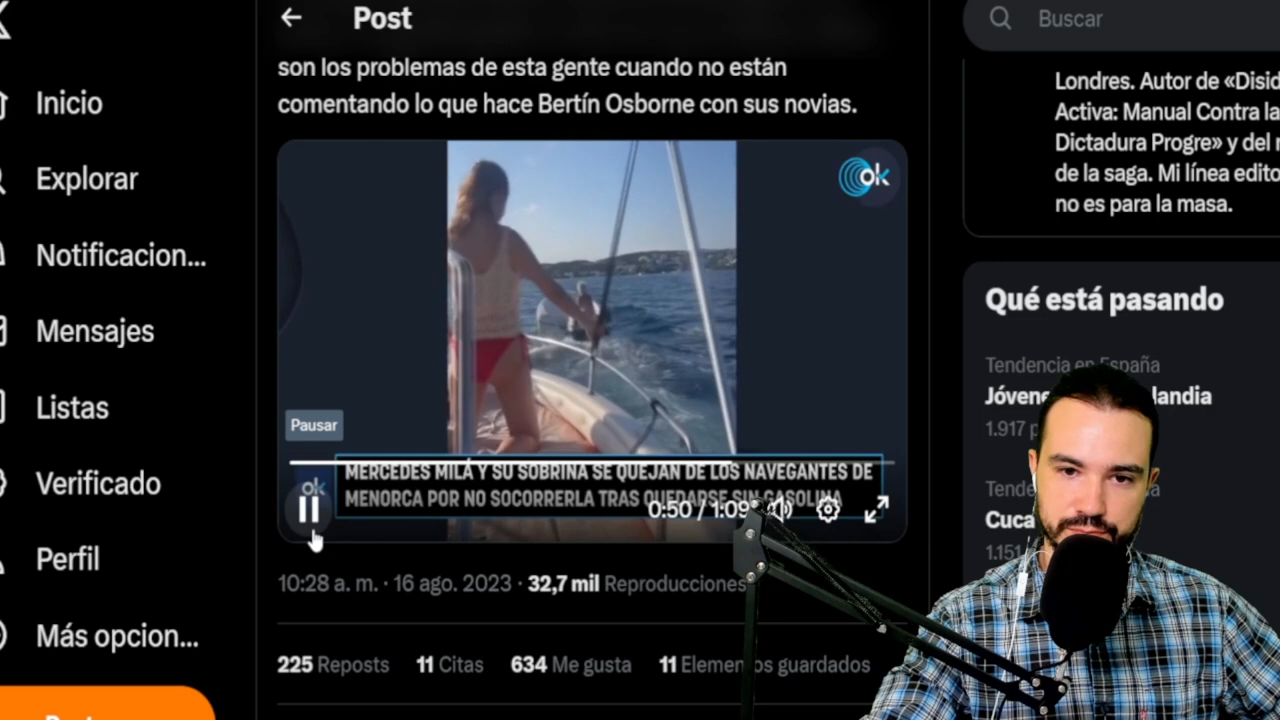 Post
Buscar
son los problemas de esta gente cuando no están
comentando lo que hace Bertín Osborne con sus novias.
Inicio
Explorar
Notificacion...
Mensajes
Listas
Verificado
Perfil
Más opcion...
ok
Pausar
MERCEDES MILÁ Y SU SOBRINA SE QUEJAN DE LOS NAVEGANTES DE
MENORCA POR NO SOCORRERLA TRAS QUEDARSE SIN GASOLINA
ok
0:50 / 1:09
10:28 a. m. · 16 ago. 2023 · 32,7 mil Reproducciones
225 Reposts 11 Citas 634 Me gusta 11 Elementos guardados
Londres. Autor de «Disid
Activa: Manual Contra la
Dictadura Progre» y del
de la saga. Mi línea edito
no es para la masa.
Qué está pasando
Tendencia en España
Jóvene landia
1.917 p
Tende
Cuca
1.151